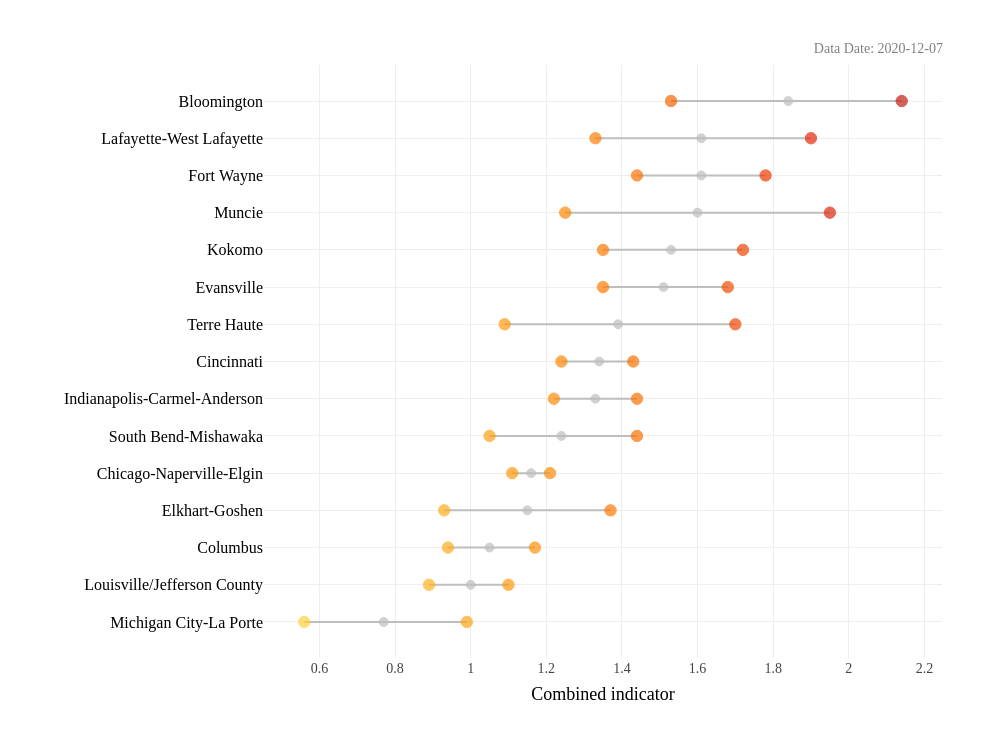 Data Date: 2020-12-07
Bloomington
Lafayette-West Lafayette
Fort Wayne
Muncie
Kokomo
Evansville
Terre Haute
Cincinnati
Indianapolis-Carmel-Anderson
South Bend-Mishawaka
Chicago-Naperville-Elgin
Elkhart-Goshen
Columbus
Louisville/Jefferson County
Michigan City-La Porte
0.6 0.8 1 1.2 1.4 1.6 1.8 2 2.2
Combined indicator